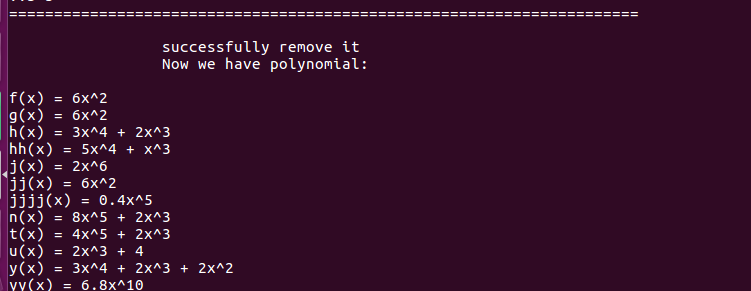 ======================================================================
successfully remove it
Now we have polynomial:
f(x) = 6x^2
g(x) = 6x^2
h(x) = 3x^4 + 2x^3
hh(x) = 5x^4 + x^3
j(x) = 2x^6
jj(x) = 6x^2
jjjj(x) = 0.4x^5
n(x) = 8x^5 + 2x^3
t(x) = 4x^5 + 2x^3
u(x) = 2x^3 + 4
y(x) = 3x^4 + 2x^3 + 2x^2
yy(x) = 6.8x^10